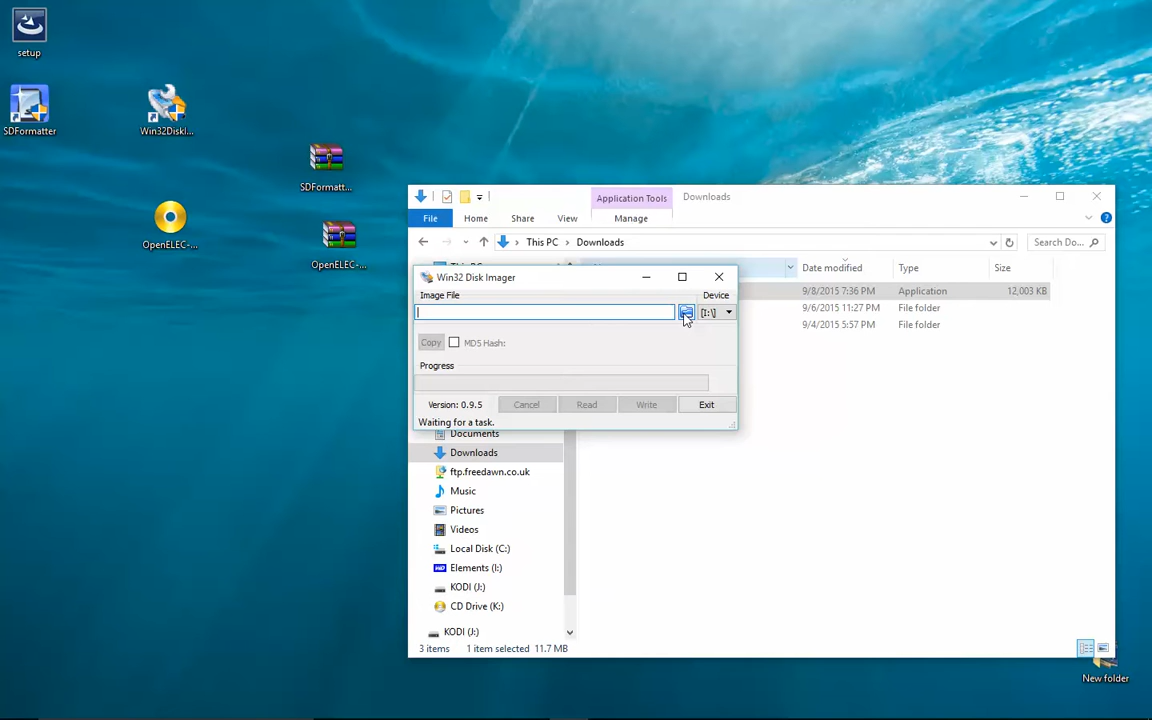 setup
SDFormatter
Win32DiskI...
SDFormatt...
OpenELEC-...
OpenELEC-...
Application Tools
Downloads
File
Home
Share
View
Manage
This PC
Downloads
Search Do...
Date modified
Type
Size
9/8/2015 7:36 PM
Application
12,003 KB
9/6/2015 11:27 PM
File folder
9/4/2015 5:57 PM
File folder
Win32 Disk Imager
Image File
Device
[I:\]
Copy
MD5 Hash:
Progress
Version: 0.9.5
Cancel
Read
Write
Exit
Waiting for a task.
Documents
Downloads
ftp.freedawn.co.uk
Music
Pictures
Videos
Local Disk (C:)
Elements (I:)
KODI (J:)
CD Drive (K:)
KODI (J:)
3 items
1 item selected
11.7 MB
New folder